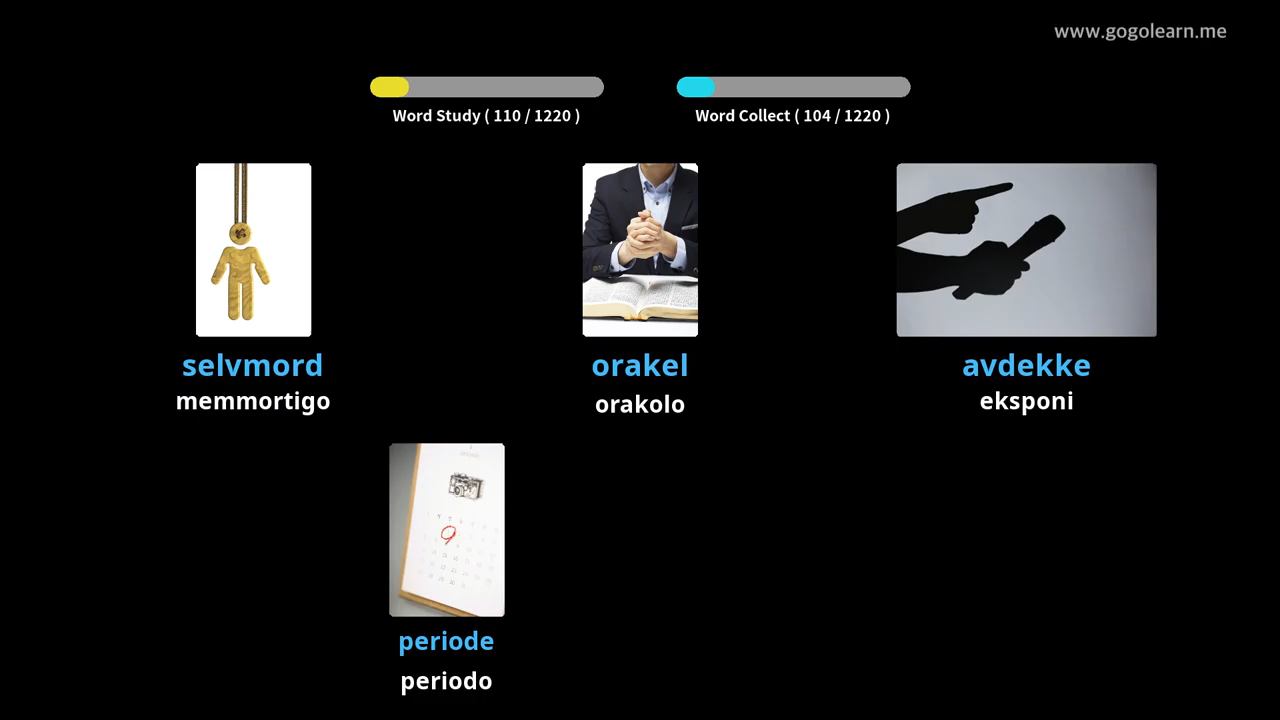 www.gogolearn.me
Word Study ( 110 / 1220 )
Word Collect ( 104 / 1220 )
selvmord
memmortigo
orakel
orakolo
avdekke
eksponi
periode
periodo